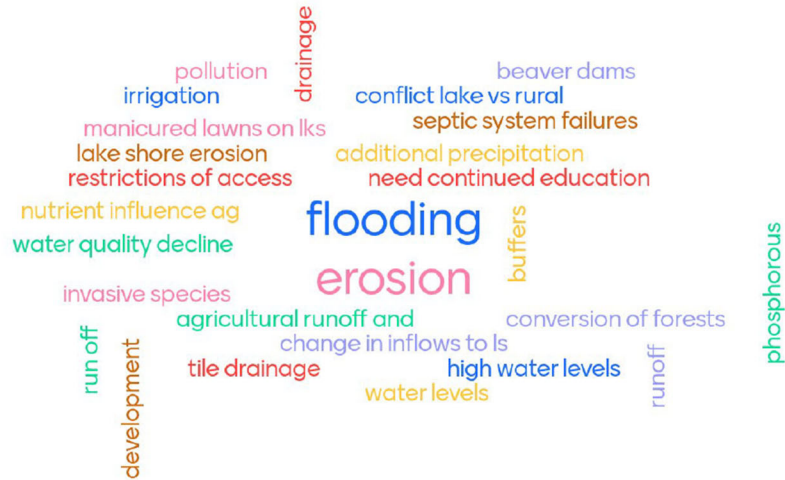 drainage
pollution
beaver dams
irrigation
conflict lake vs rural
manicured lawns on lks
septic system failures
lake shore erosion
additional precipitation
restrictions of access
need continued education
nutrient influence ag
flooding
buffers
water quality decline
erosion
phosphorous
invasive species
agricultural runoff and
conversion of forests
run off
change in inflows to ls
development
tile drainage
high water levels
runoff
water levels